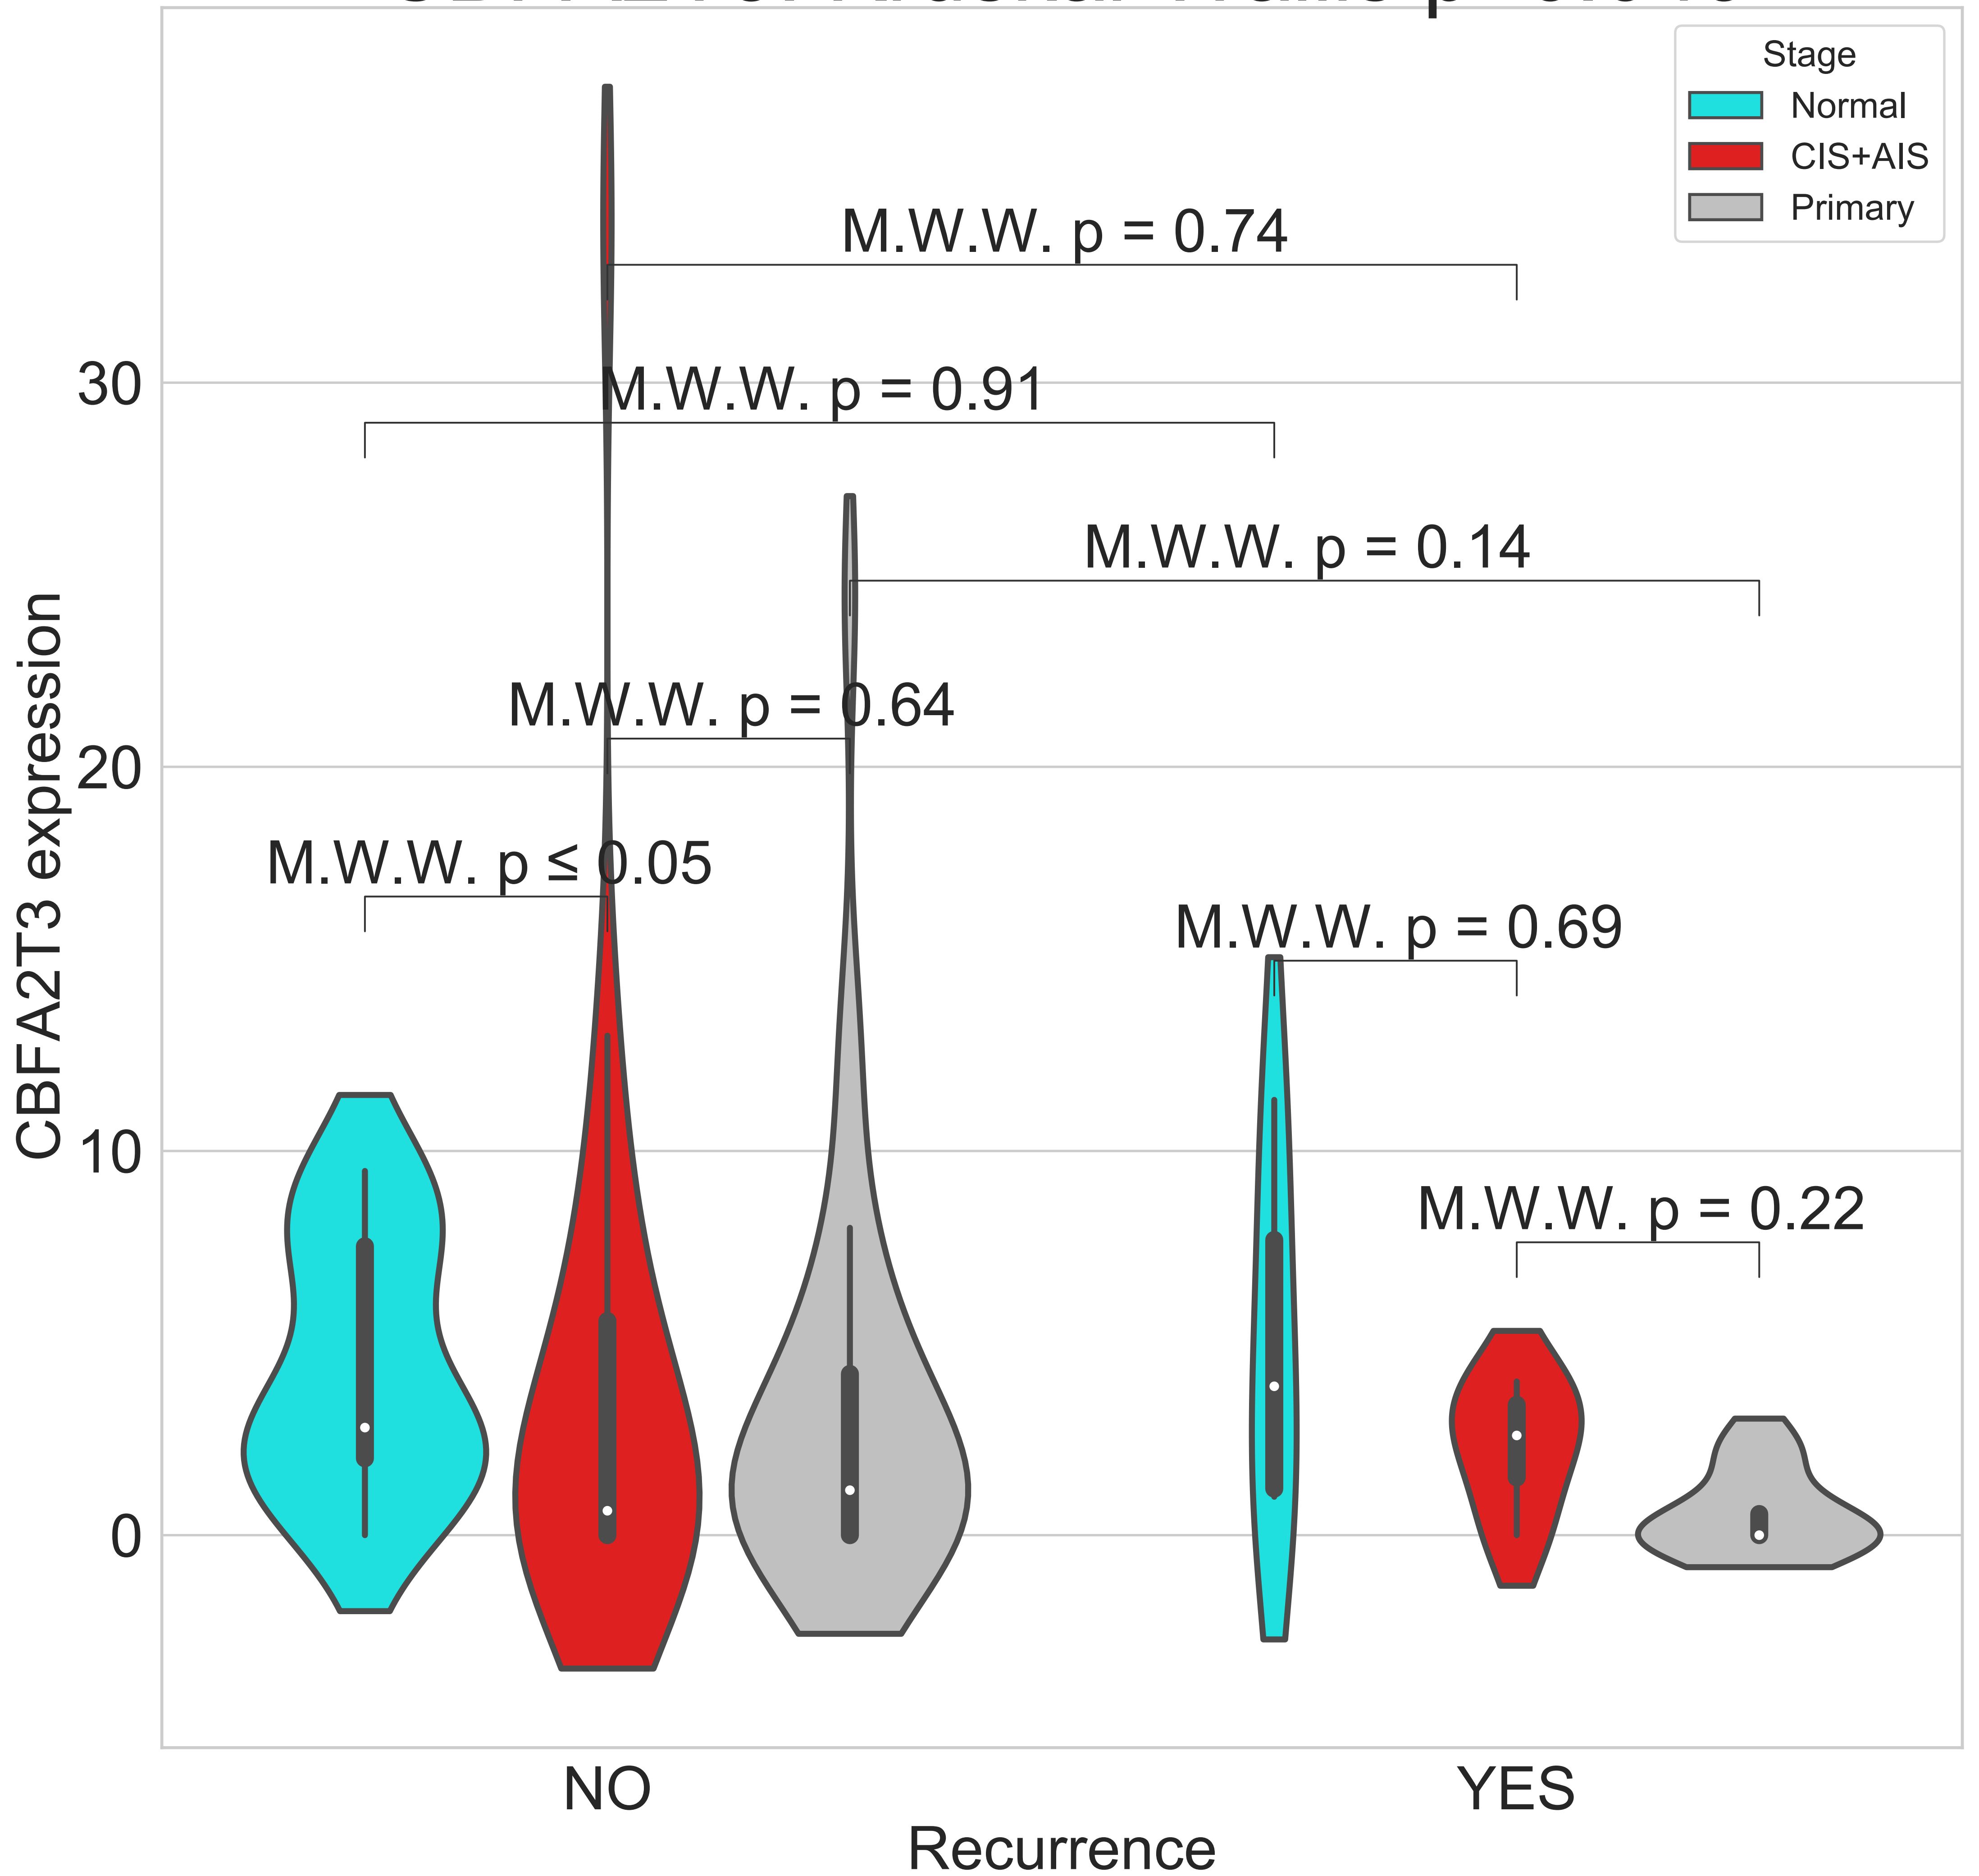 Stage
Normal
CIS+AIS
Primary
M.W.W. p = 0.74
30
M.W.W. p = 0.91
M.W.W. p = 0.14
M.W.W. p = 0.64
20
M.W.W. p ≤ 0.05
M.W.W. p = 0.69
10
M.W.W. p = 0.22
0
CBFA2T3 expression
NO
YES
Recurrence